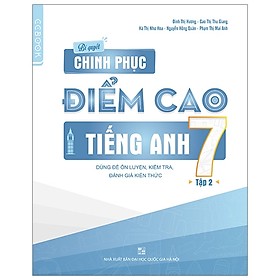 GCBOOK
Đinh Thị Hương - Cao Thị Thu Giang
Hà Thị Như Hoa - Nguyễn Hồng Quân - Phạm Thị Mai Anh
Bí quyết
CHINH PHỤC
ĐIỂM CAO
TIẾNG ANH 7
Tập 2
DÙNG ĐỂ ÔN LUYỆN, KIỂM TRA,
ĐÁNH GIÁ KIẾN THỨC
NHÀ XUẤT BẢN ĐẠI HỌC QUỐC GIA HÀ NỘI